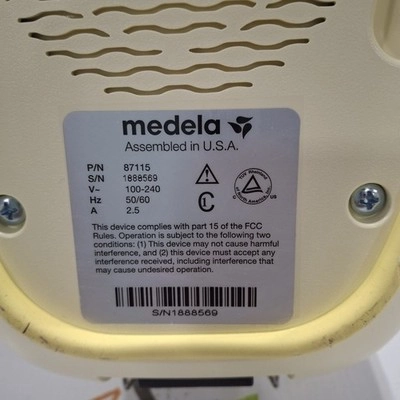 medela
Assembled in U.S.A.
P/N 87115
S/N 1888569
V~ 100-240
Hz 50/60
A 2.5
C US
This device complies with part 15 of the FCC
Rules. Operation is subject to the following two
conditions: (1) This device may not cause harmful
interference, and (2) this device must accept any
interference received, including interference that
may cause undesired operation.
S/N1888569